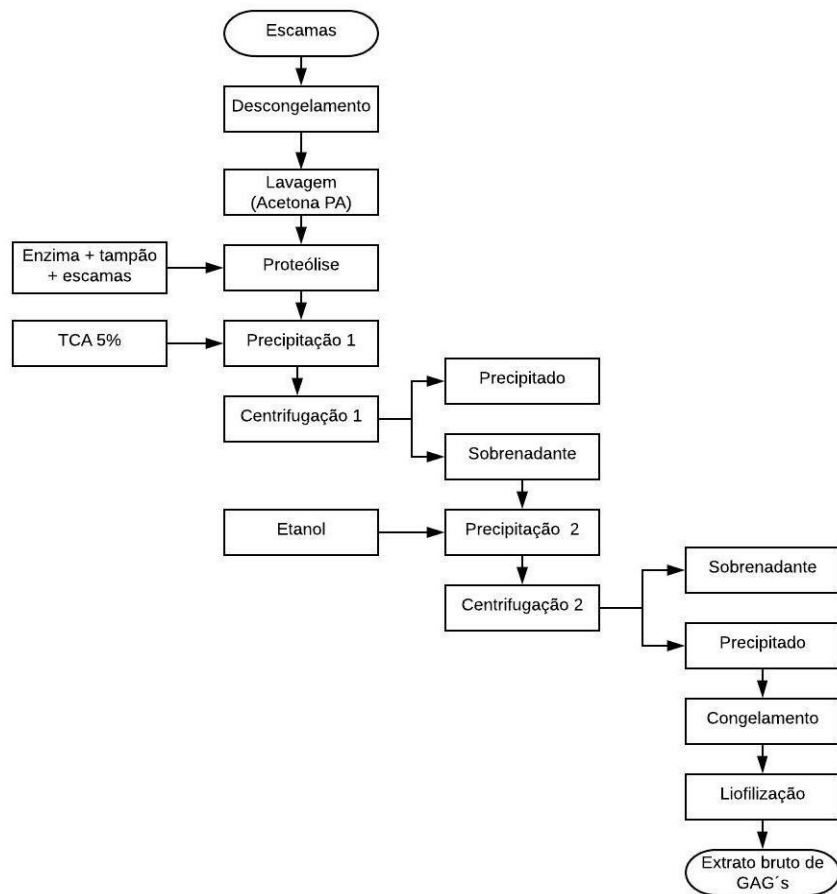 Escamas
Descongelamento
Lavagem
(Acetona PA)
Enzima + tampão
+ escamas
Proteólise
TCA 5%
Precipitação 1
Centrifugação 1
Precipitado
Sobrenadante
Etanol
Precipitação 2
Centrifugação 2
Sobrenadante
Precipitado
Congelamento
Liofilização
Extrato bruto de
GAG´s